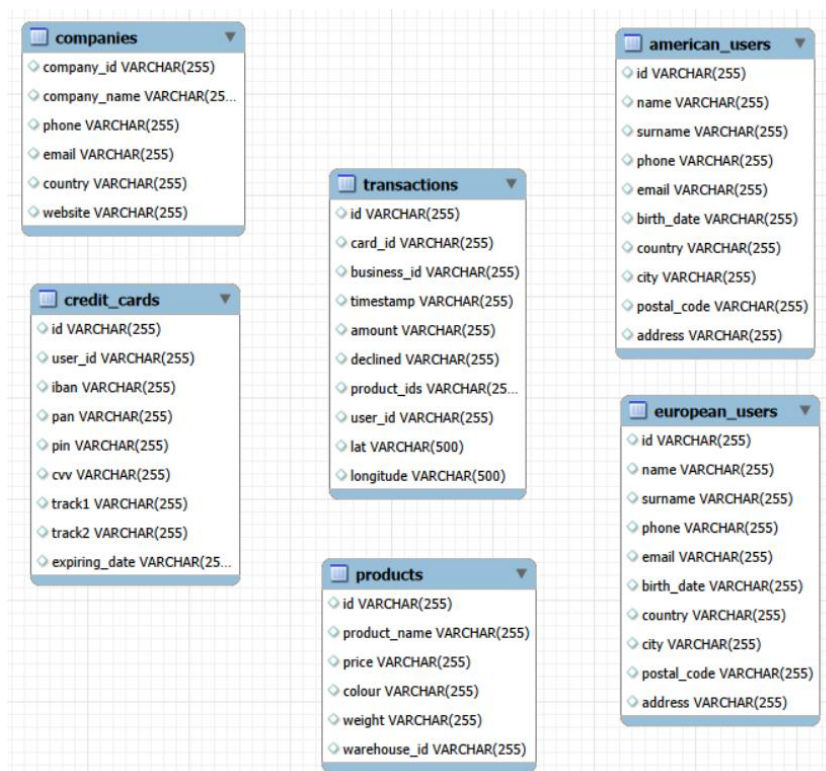 companies
company_id VARCHAR(255)
company_name VARCHAR(25...
phone VARCHAR(255)
email VARCHAR(255)
country VARCHAR(255)
website VARCHAR(255)
credit_cards
id VARCHAR(255)
user_id VARCHAR(255)
iban VARCHAR(255)
pan VARCHAR(255)
pin VARCHAR(255)
cvv VARCHAR(255)
track1 VARCHAR(255)
track2 VARCHAR(255)
expiring_date VARCHAR(25...
transactions
id VARCHAR(255)
card_id VARCHAR(255)
business_id VARCHAR(255)
timestamp VARCHAR(255)
amount VARCHAR(255)
declined VARCHAR(255)
product_ids VARCHAR(25...
user_id VARCHAR(255)
lat VARCHAR(500)
longitude VARCHAR(500)
products
id VARCHAR(255)
product_name VARCHAR(255)
price VARCHAR(255)
colour VARCHAR(255)
weight VARCHAR(255)
warehouse_id VARCHAR(255)
american_users
id VARCHAR(255)
name VARCHAR(255)
surname VARCHAR(255)
phone VARCHAR(255)
email VARCHAR(255)
birth_date VARCHAR(255)
country VARCHAR(255)
city VARCHAR(255)
postal_code VARCHAR(255)
address VARCHAR(255)
european_users
id VARCHAR(255)
name VARCHAR(255)
surname VARCHAR(255)
phone VARCHAR(255)
email VARCHAR(255)
birth_date VARCHAR(255)
country VARCHAR(255)
city VARCHAR(255)
postal_code VARCHAR(255)
address VARCHAR(255)